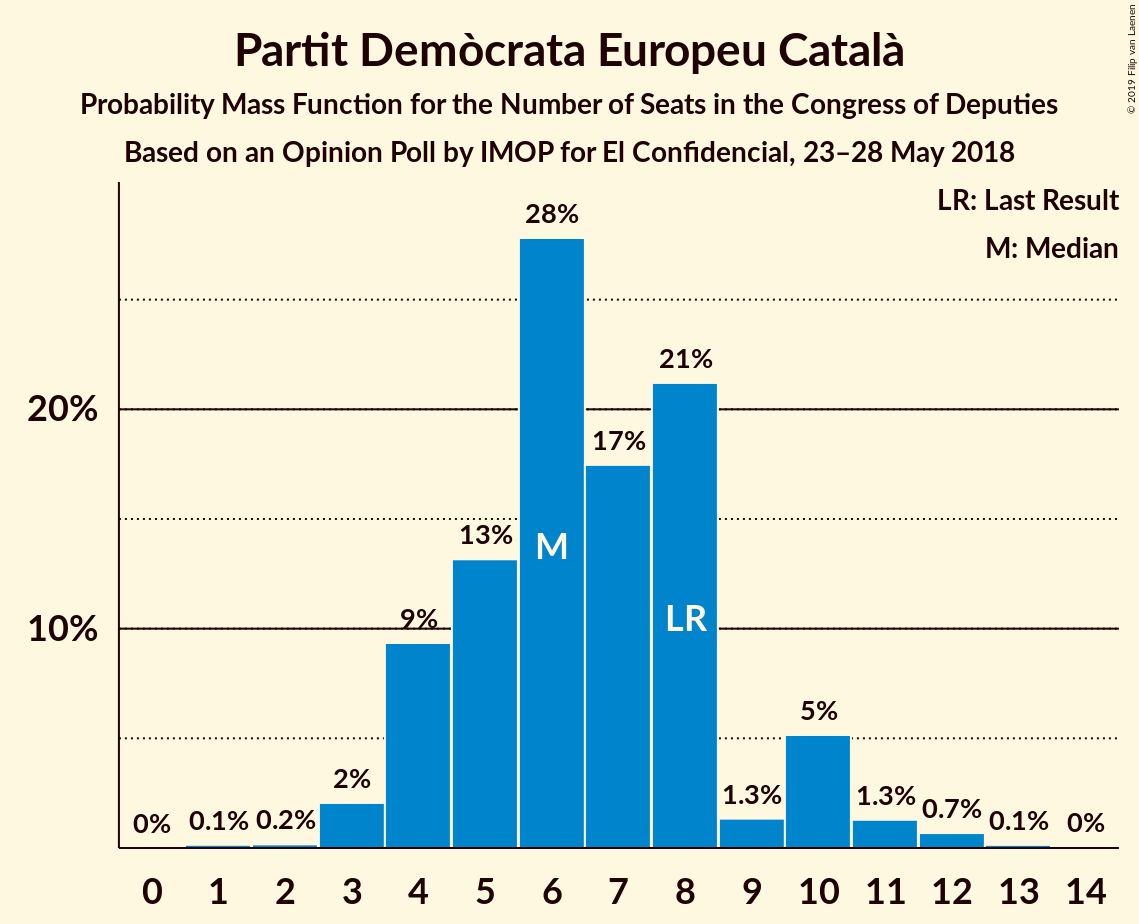 Partit Demòcrata Europeu Català
Probability Mass Function for the Number of Seats in the Congress of Deputies
Based on an Opinion Poll by IMOP for El Confidencial, 23–28 May 2018
© 2019 Filip van Laenen
LR: Last Result
M: Median
28%
21%
20%
17%
13%
M
9%
LR
10%
5%
2%
1.3%
1.3%
0.7%
0% 0.1% 0.2%
0.1% 0%
0 1 2 3 4 5 6 7 8 9 10 11 12 13 14